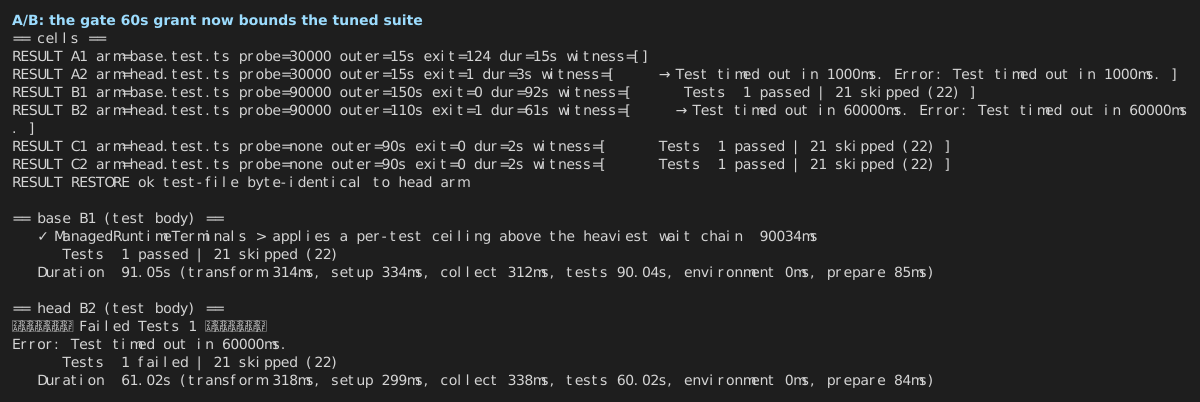 A/B: the gate 60s grant now bounds the tuned suite
== cells ==
RESULT A1 arm=base.test.ts probe=30000 outer=15s exit=124 dur=15s witness=[]
RESULT A2 arm=head.test.ts probe=30000 outer=15s exit=1 dur=3s witness=[ → Test timed out in 1000ms. Error: Test timed out in 1000ms. ]
RESULT B1 arm=base.test.ts probe=90000 outer=150s exit=0 dur=92s witness=[ Tests 1 passed | 21 skipped (22) ]
RESULT B2 arm=head.test.ts probe=90000 outer=110s exit=1 dur=61s witness=[ → Test timed out in 60000ms. Error: Test timed out in 60000ms
. ]
RESULT C1 arm=head.test.ts probe=none outer=90s exit=0 dur=2s witness=[ Tests 1 passed | 21 skipped (22) ]
RESULT C2 arm=head.test.ts probe=none outer=90s exit=0 dur=2s witness=[ Tests 1 passed | 21 skipped (22) ]
RESULT RESTORE ok test-file byte-identical to head arm
== base B1 (test body) ==
✓ ManagedRuntimeTerminals > applies a per-test ceiling above the heaviest wait chain 90034ms
Tests 1 passed | 21 skipped (22)
Duration 91.05s (transform 314ms, setup 334ms, collect 312ms, tests 90.04s, environment 0ms, prepare 85ms)
== head B2 (test body) ==
Failed Tests 1
Error: Test timed out in 60000ms.
Tests 1 failed | 21 skipped (22)
Duration 61.02s (transform 318ms, setup 299ms, collect 338ms, tests 60.02s, environment 0ms, prepare 84ms)